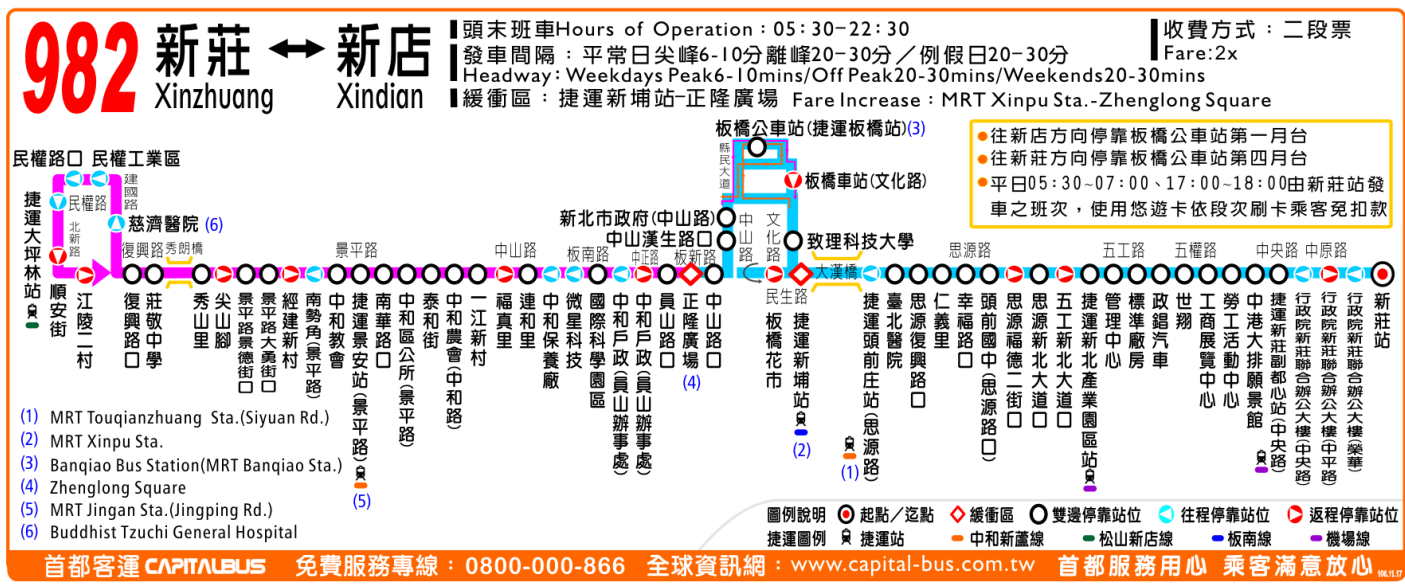 982 新莊 ↔ 新店
Xinzhuang Xindian
頭末班車Hours of Operation：05:30-22:30
發車間隔：平常日尖峰6-10分離峰20-30分／例假日20-30分
Headway：Weekdays Peak6-10mins/Off Peak20-30mins/Weekends20-30mins
緩衝區：捷運新埔站-正隆廣場 Fare Increase：MRT Xinpu Sta.-Zhenglong Square
收費方式：二段票
Fare:2x
往新店方向停靠板橋公車站第一月台
往新莊方向停靠板橋公車站第四月台
平日05:30~07:00、17:00~18:00由新莊站發
車之班次，使用悠遊卡依段次刷卡乘客免扣款
板橋公車站(捷運板橋站)(3)
縣民大道
板橋車站(文化路)
新北市政府(中山路)
中山漢生路口
中山路
文化路
致理科技大學
民權路口 民權工業區
建國路
民權路
北新路
慈濟醫院 (6)
復興路 秀朗橋 景平路 中山路 板南路 中正路 板新路 民生路 大漢橋 思源路 五工路 五權路 中央路 中原路
捷運大坪林站
順安街
江陵二村
復興路口
莊敬中學
秀山里
尖山腳
景平路景德街口
景平路大勇街口
經建新村
南勢角(景平路)
中和教會
捷運景安站(景平路)
(5)
南華路口
中和區公所(景平路)
泰和街
中和農會(中和路)
一江新村
福真里
連和里
中和保養廠
微星科技
國際科學園區
中和戶政(員山辦事處)
中和戶政(員山辦事處)
員山路口
正隆廣場
(4)
中山路口
板橋花市
捷運新埔站
(2)
捷運頭前庄站(思源路)
(1)
臺北醫院
思源復興路口
仁義里
幸福路口
頭前國中(思源路口)
思源福德二街口
思源新北大道口
五工新北大道口
捷運新北產業園區站
管理中心
標準廠房
政錩汽車
世翔
工商展覽中心
勞工活動中心
中港大排願景館
捷運新莊副都心站(中央路)
行政院新莊聯合辦公大樓(中央路)
行政院新莊聯合辦公大樓(中平路)
行政院新莊聯合辦公大樓(榮華)
新莊站
(1) MRT Touqianzhuang Sta.(Siyuan Rd.)
(2) MRT Xinpu Sta.
(3) Banqiao Bus Station(MRT Banqiao Sta.)
(4) Zhenglong Square
(5) MRT Jingan Sta.(Jingping Rd.)
(6) Buddhist Tzuchi General Hospital
圖例說明 起點／迄點 緩衝區 雙邊停靠站位 往程停靠站位 返程停靠站位
捷運圖例 捷運站 中和新蘆線 松山新店線 板南線 機場線
首都客運 CAPITALBUS 免費服務專線：0800-000-866 全球資訊網：www.capital-bus.com.tw 首都服務用心 乘客滿意放心 106.11.17